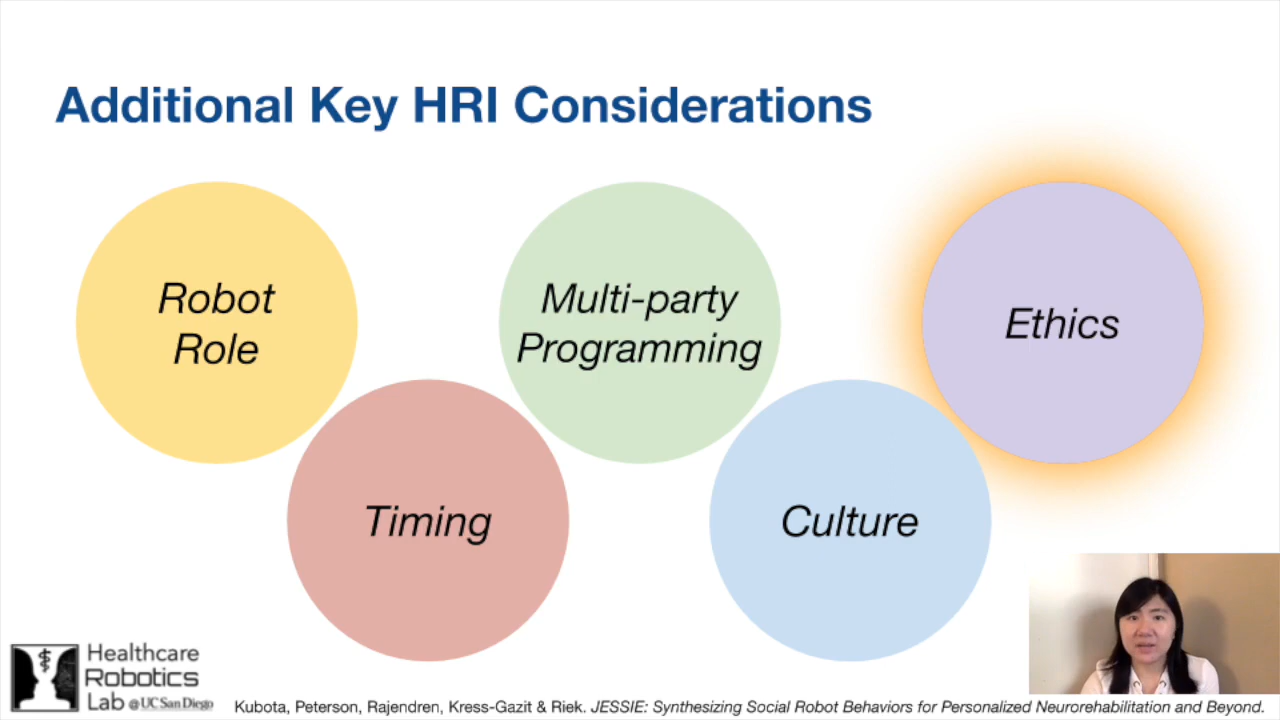 Additional Key HRI Considerations
Robot
Role
Multi-party
Programming
Ethics
Timing
Culture
Healthcare
Robotics
Lab @ UC San Diego
Kubota, Peterson, Rajendren, Kress-Gazit & Riek. JESSIE: Synthesizing Social Robot Behaviors for Personalized Neurorehabilitation and Beyond.